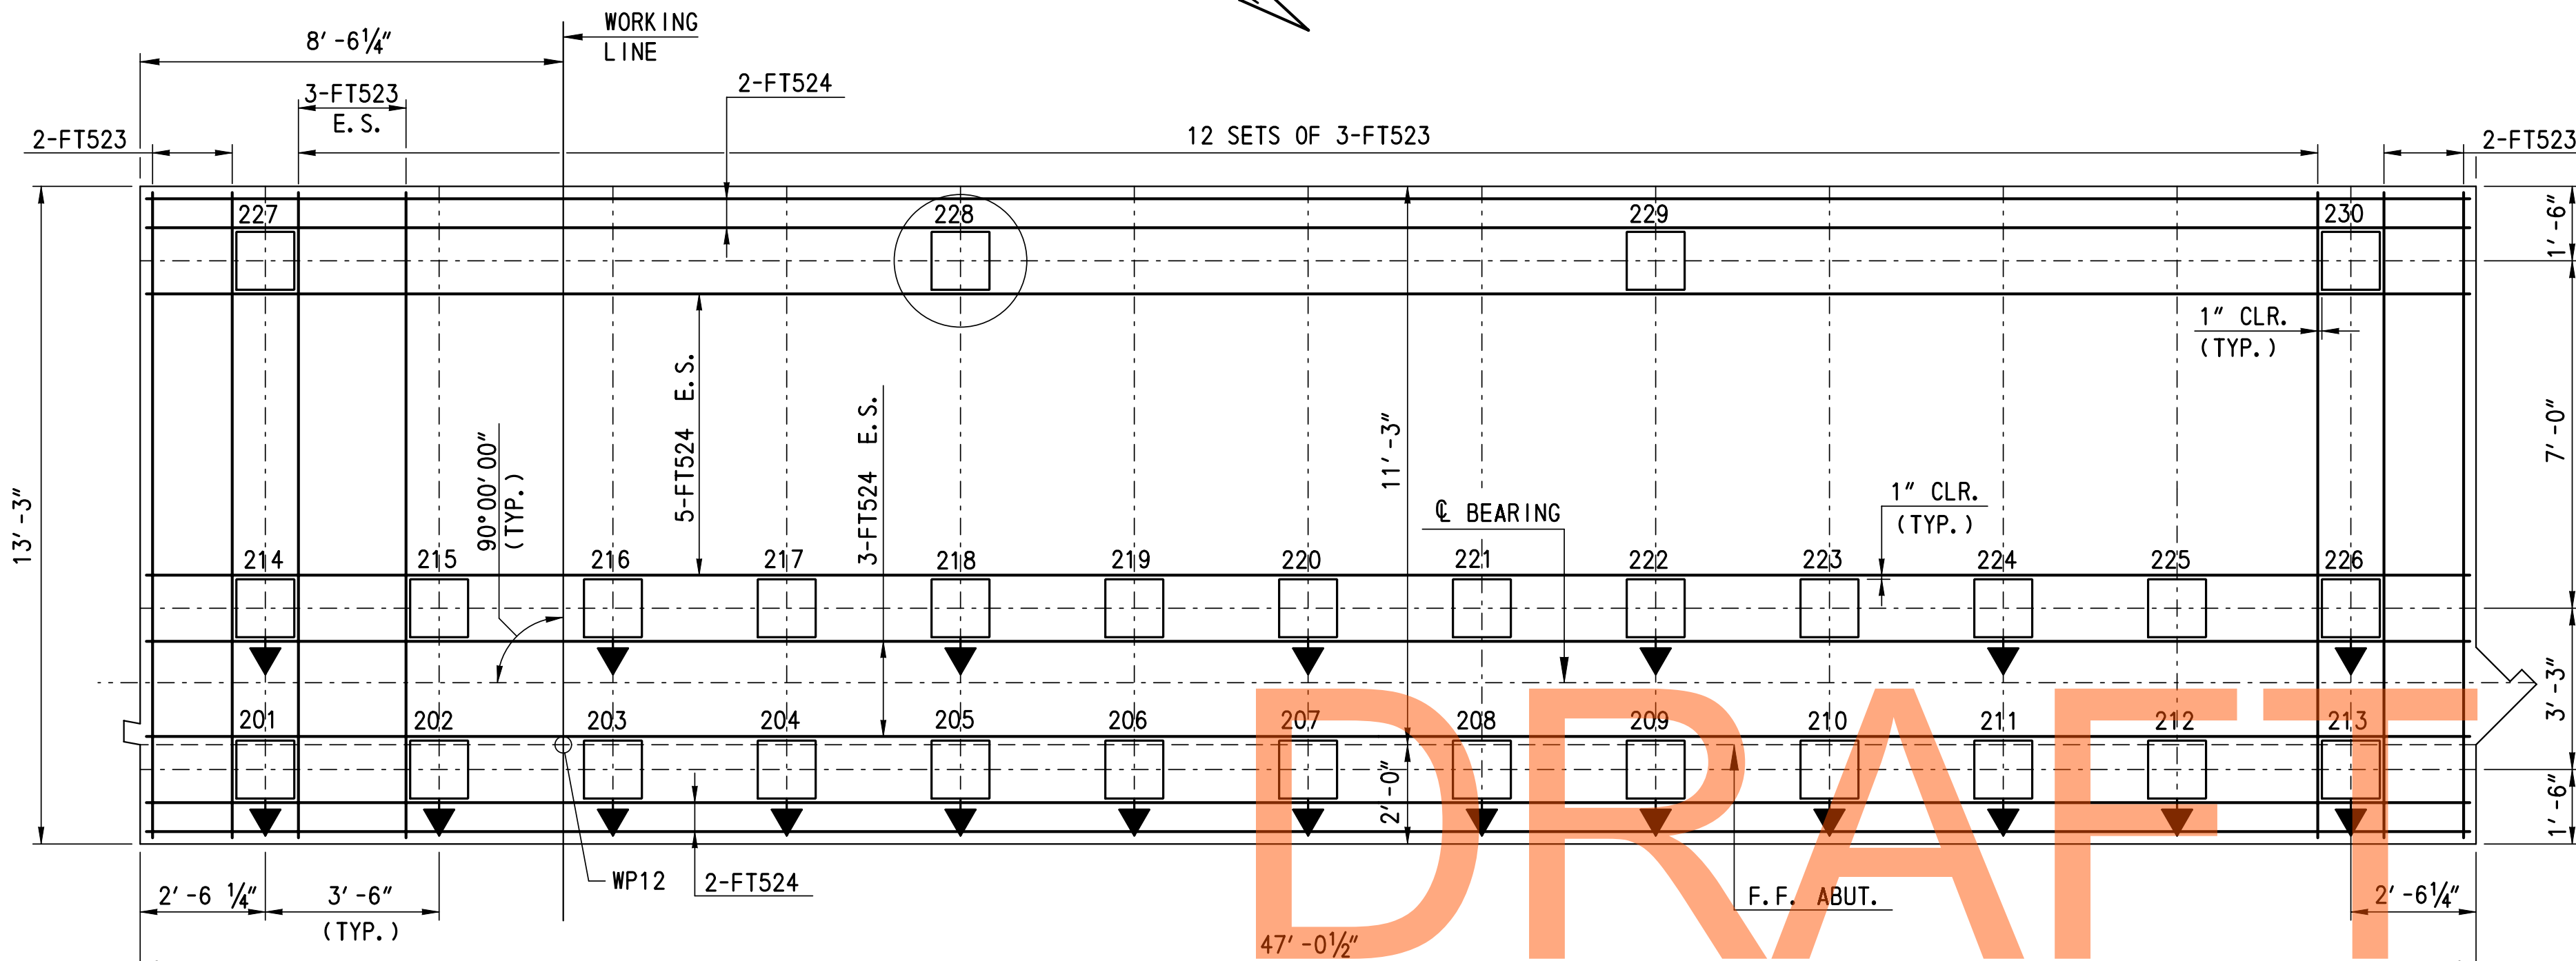 WORKING
LINE
8'-6¼"
2-FT524
3-FT523
E.S.
2-FT523
12 SETS OF 3-FT523
2-FT523
227
228
229
230
1'-6"
1" CLR.
(TYP.)
5-FT524 E.S.
3-FT524 E.S.
11'-3"
7'-0"
90°00'00"
(TYP.)
13'-3"
℄ BEARING
1" CLR.
(TYP.)
214
215
216
217
218
219
220
221
222
223
224
225
226
3'-3"
201
202
203
204
205
206
207
208
209
210
211
212
213
2'-0"
1'-6"
WP12
2-FT524
F.F. ABUT.
2'-6 ¼"
3'-6"
(TYP.)
2'-6¼"
47'-0½"
DRAFT